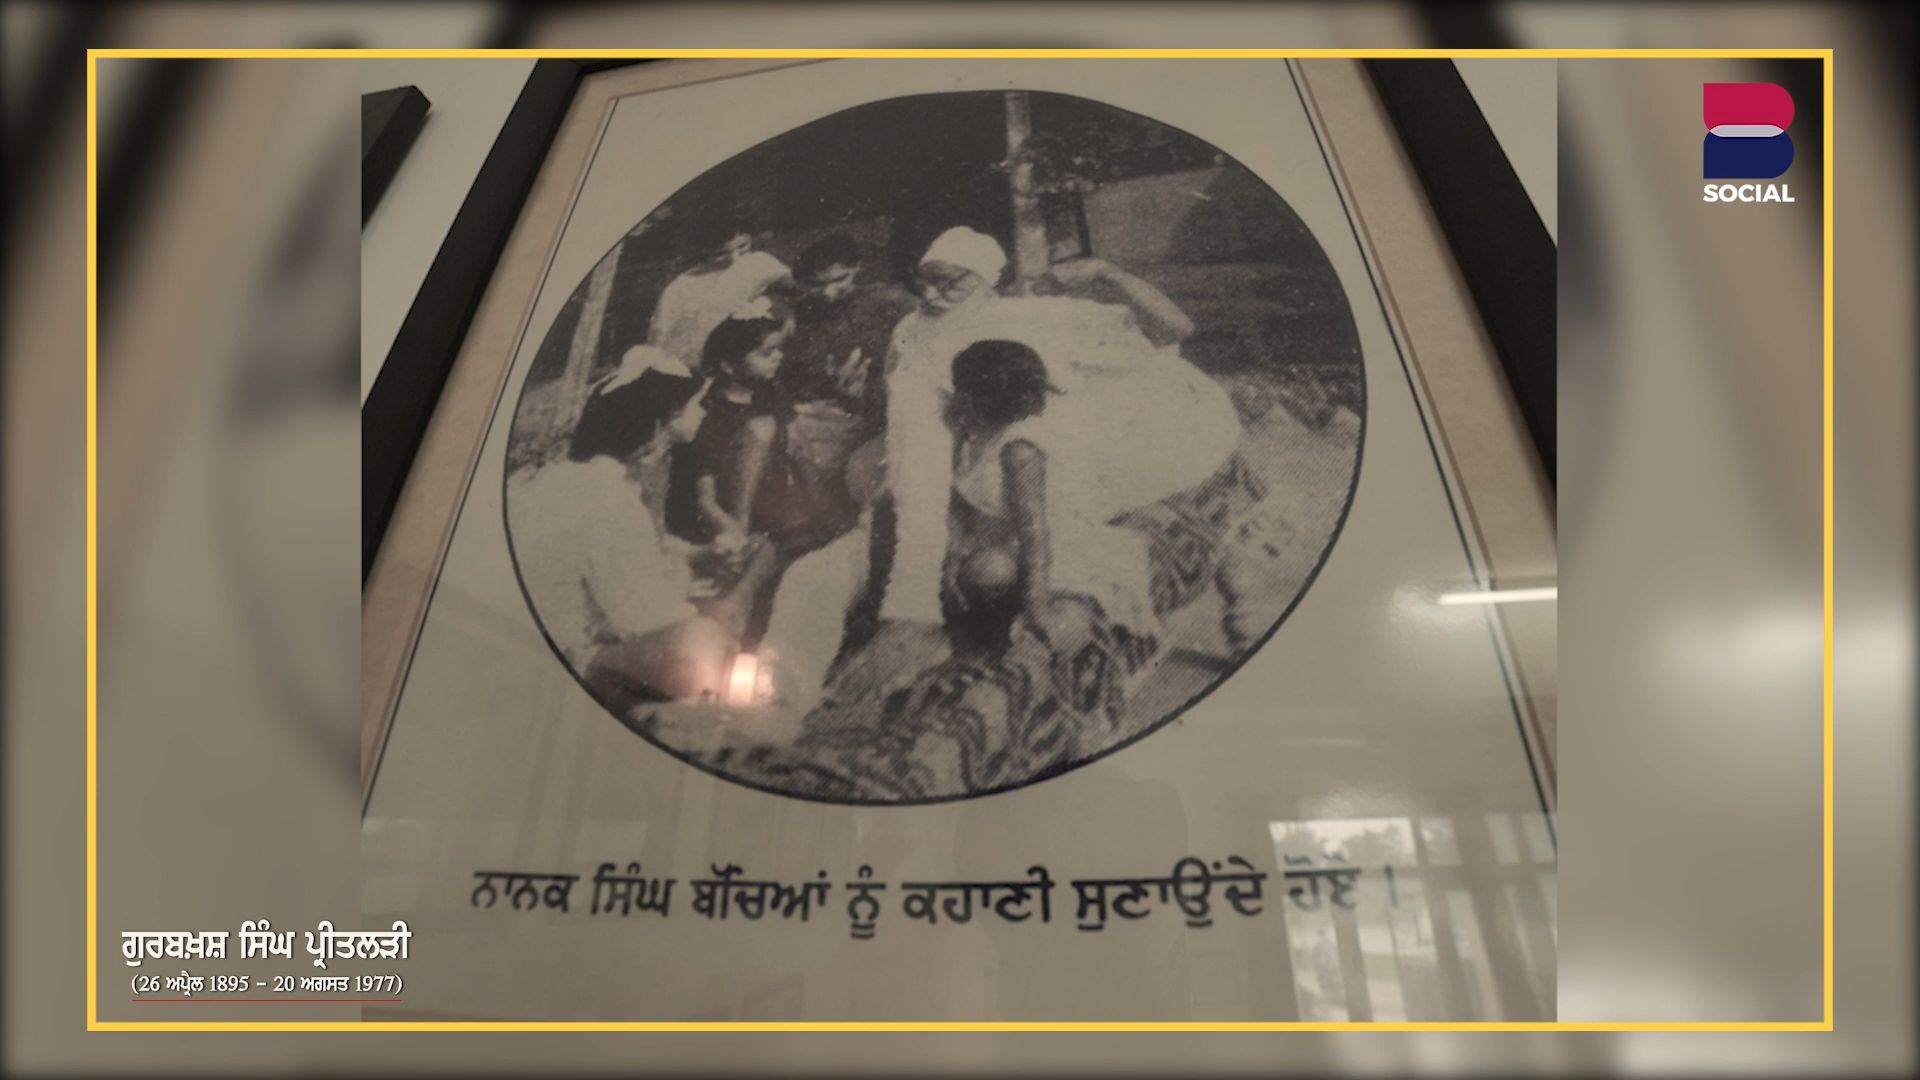 SOCIAL
ਨਾਨਕ ਸਿੰਘ ਬੱਚਿਆਂ ਨੂੰ ਕਹਾਣੀ ਸੁਣਾਉਂਦੇ ਹੋਏ ।
ਗੁਰਬਖ਼ਸ਼ ਸਿੰਘ ਪ੍ਰੀਤਲੜੀ
(26 ਅਪ੍ਰੈਲ 1895 – 20 ਅਗਸਤ 1977)